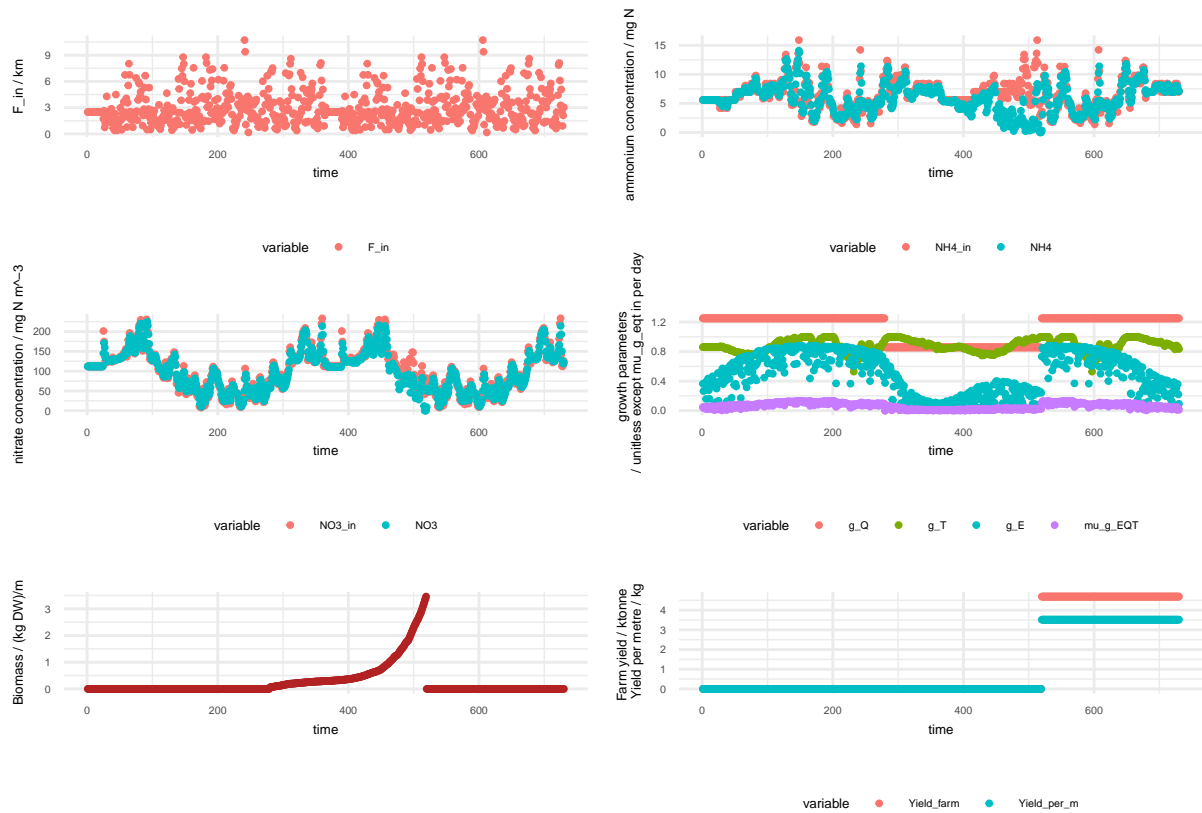 F_in / km
9
6
3
0
0
200
400
600
time
variable
F_in
ammonium concentration / mg N
15
10
5
0
0
200
400
600
time
variable
NH4_in
NH4
nitrate concentration / mg N m^−3
200
150
100
50
0
0
200
400
600
time
variable
NO3_in
NO3
growth parameters
/ unitless except mu_g_eqt in per day
1.2
0.8
0.4
0.0
0
200
400
600
time
variable
g_Q
g_T
g_E
mu_g_EQT
Biomass / (kg DW)/m
3
2
1
0
0
200
400
600
time
Farm yield / ktonne
Yield per metre / kg
4
3
2
1
0
0
200
400
600
time
variable
Yield_farm
Yield_per_m